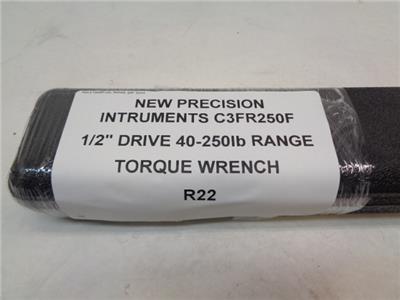 NEW PRECISION
INTRUMENTS C3FR250F
1/2" DRIVE 40-250lb RANGE
TORQUE WRENCH
R22